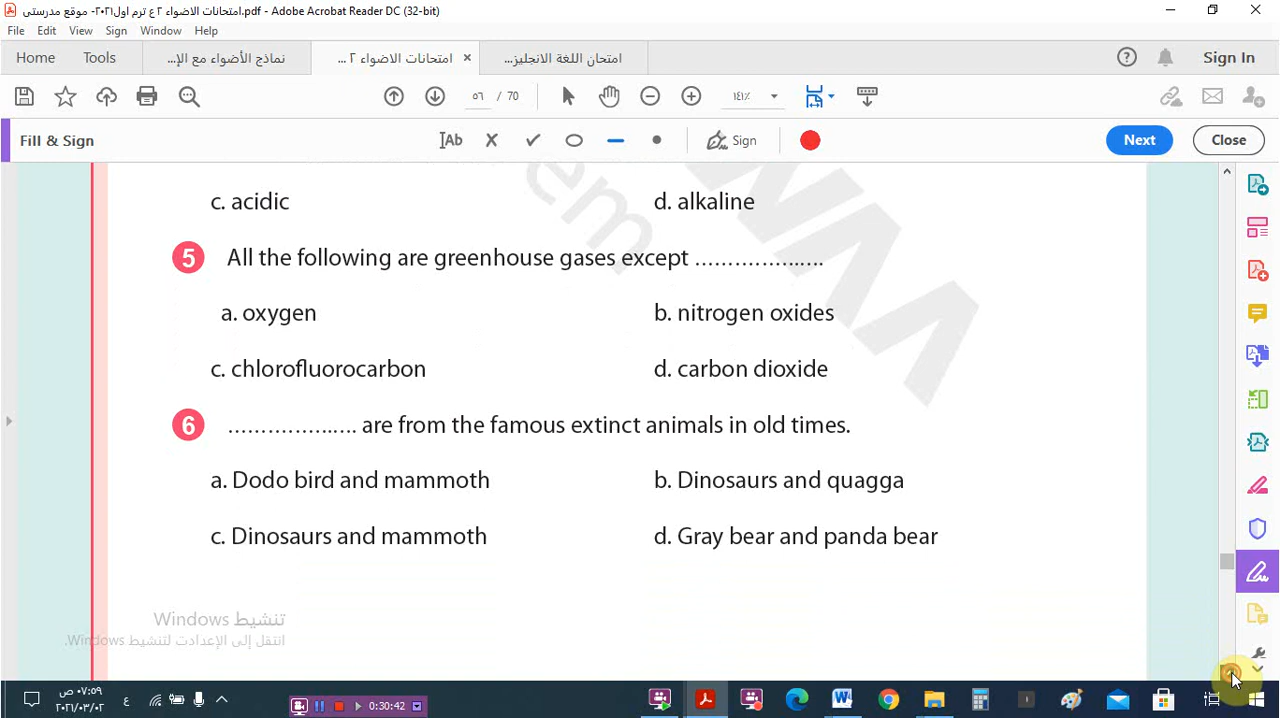 امتحانات الاضواء ٢ ع ترم اول٢٠٢١- موقع مدرستى.pdf - Adobe Acrobat Reader DC (32-bit)
File Edit View Sign Window Help
Home Tools نماذج الأضواء مع الإ... امتحانات الاضواء ٢ ... امتحان اللغة الانجليز... Sign In
٥٦ / 70 ١٤١٪
Fill & Sign Ab Sign Next Close
c. acidic d. alkaline
5 All the following are greenhouse gases except ....................
a. oxygen b. nitrogen oxides
c. chlorofluorocarbon d. carbon dioxide
6 .................... are from the famous extinct animals in old times.
a. Dodo bird and mammoth b. Dinosaurs and quagga
c. Dinosaurs and mammoth d. Gray bear and panda bear
تنشيط Windows
انتقل إلى الإعدادات لتنشيط Windows.
٠٧:٥٩ ص
٢٠٢١/٠٣/٠٢
ع
0:30:42